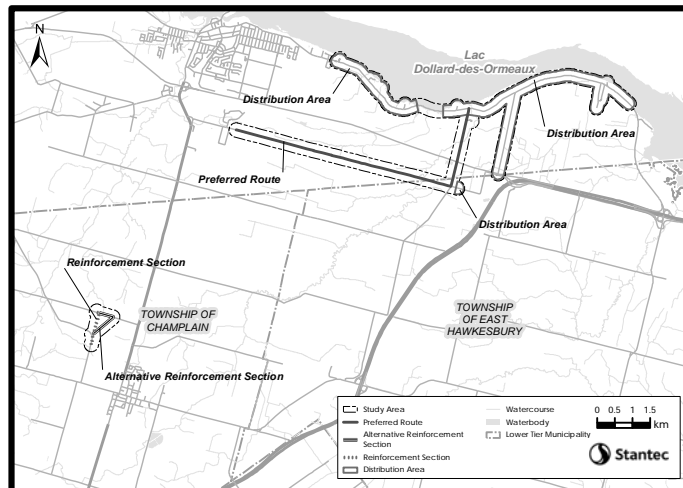 N
Lac
Dollard-des-Ormeaux
Distribution Area
Distribution Area
Preferred Route
Distribution Area
Reinforcement Section
TOWNSHIP OF
CHAMPLAIN
TOWNSHIP
OF EAST
HAWKESBURY
Alternative Reinforcement Section
Study Area
Preferred Route
Alternative Reinforcement
Section
Reinforcement Section
Distribution Area
Watercourse
Waterbody
Lower Tier Municipality
0 0.5 1 1.5
km
Stantec